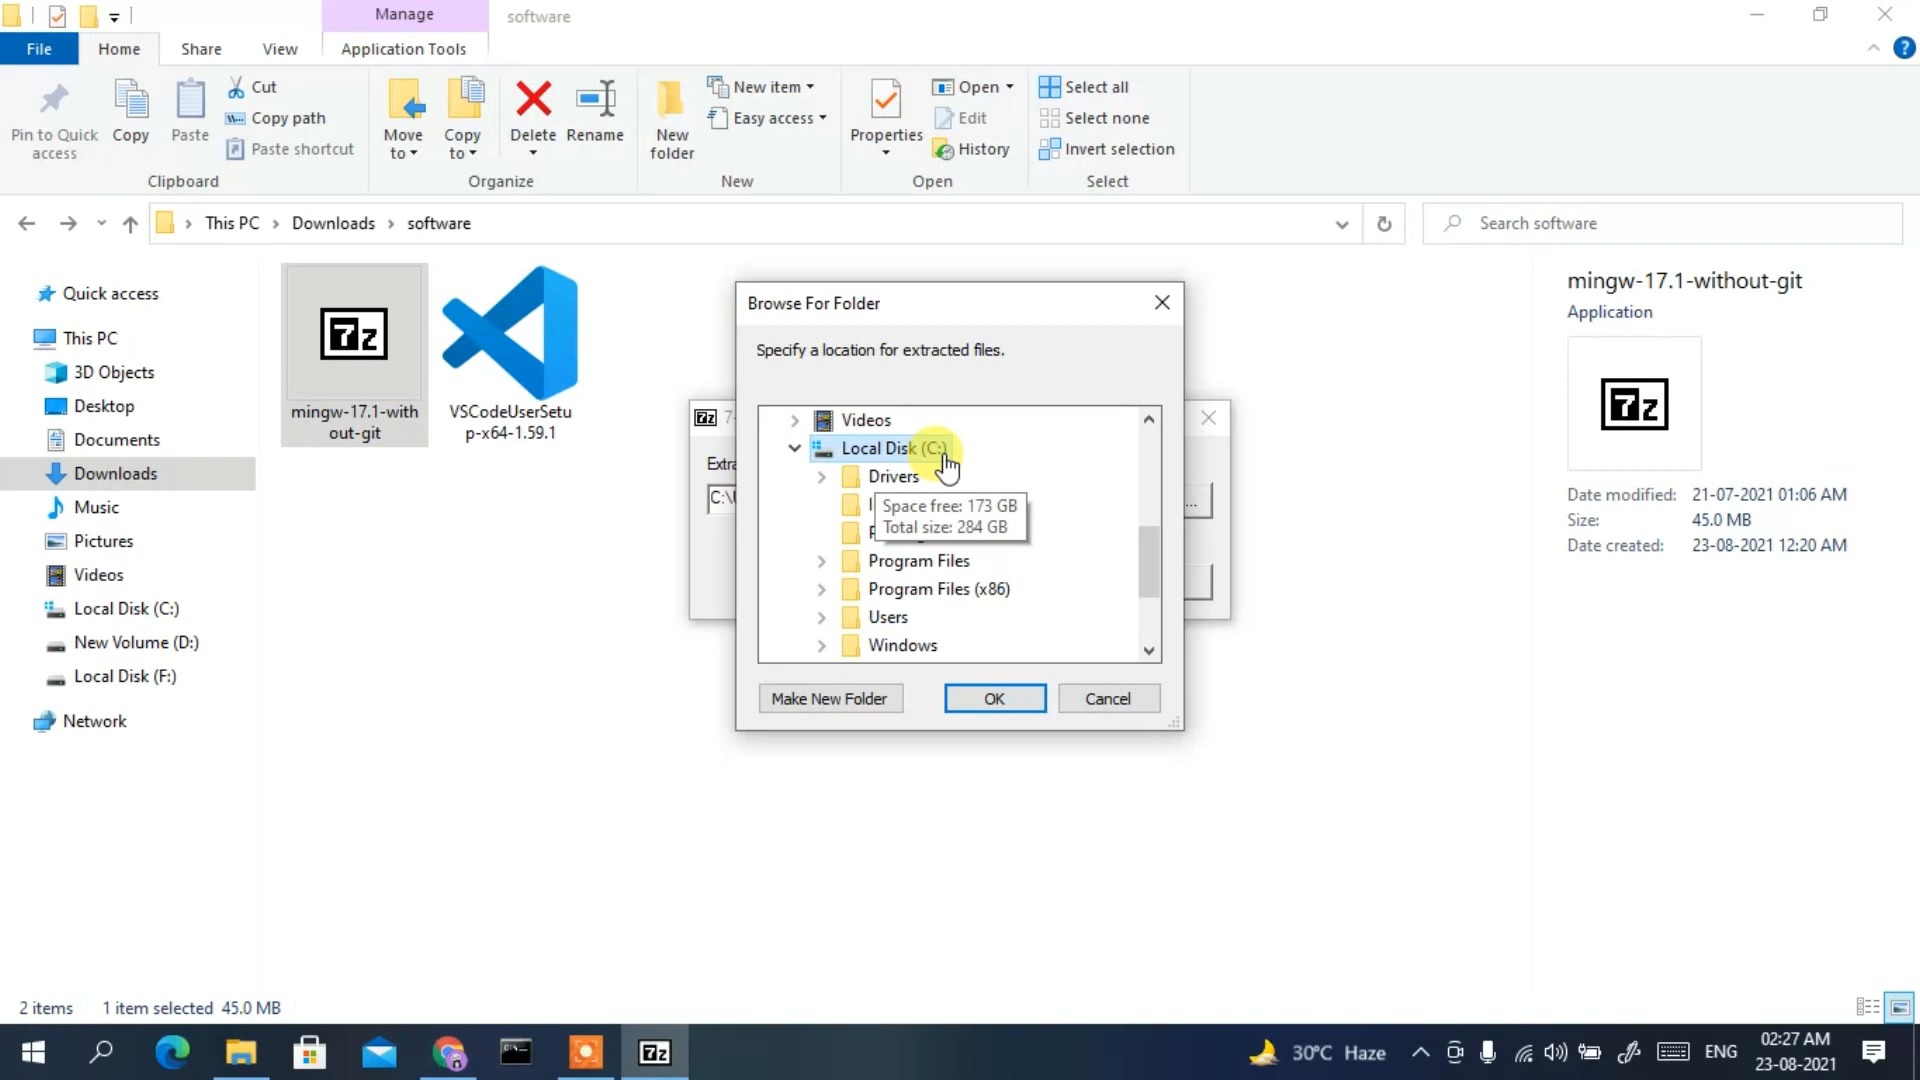 Manage
software
File
Home
Share
View
Application Tools
Pin to Quick
access
Copy
Paste
Cut
Copy path
Paste shortcut
Clipboard
Move
to
Copy
to
Delete
Rename
Organize
New
folder
New item
Easy access
New
Properties
Open
Edit
History
Open
Select all
Select none
Invert selection
Select
This PC
Downloads
software
Search software
Quick access
This PC
3D Objects
Desktop
Documents
Downloads
Music
Pictures
Videos
Local Disk (C:)
New Volume (D:)
Local Disk (F:)
Network
7z
mingw-17.1-with
out-git
VSCodeUserSetu
p-x64-1.59.1
7z
Extra
C:\U
...
Browse For Folder
Specify a location for extracted files.
Videos
Local Disk (C:)
Drivers
Space free: 173 GB
Total size: 284 GB
Program Files
Program Files (x86)
Users
Windows
Make New Folder
OK
Cancel
mingw-17.1-without-git
Application
7z
Date modified: 21-07-2021 01:06 AM
Size: 45.0 MB
Date created: 23-08-2021 12:20 AM
2 items
1 item selected 45.0 MB
7z
30°C Haze
ENG
02:27 AM
23-08-2021